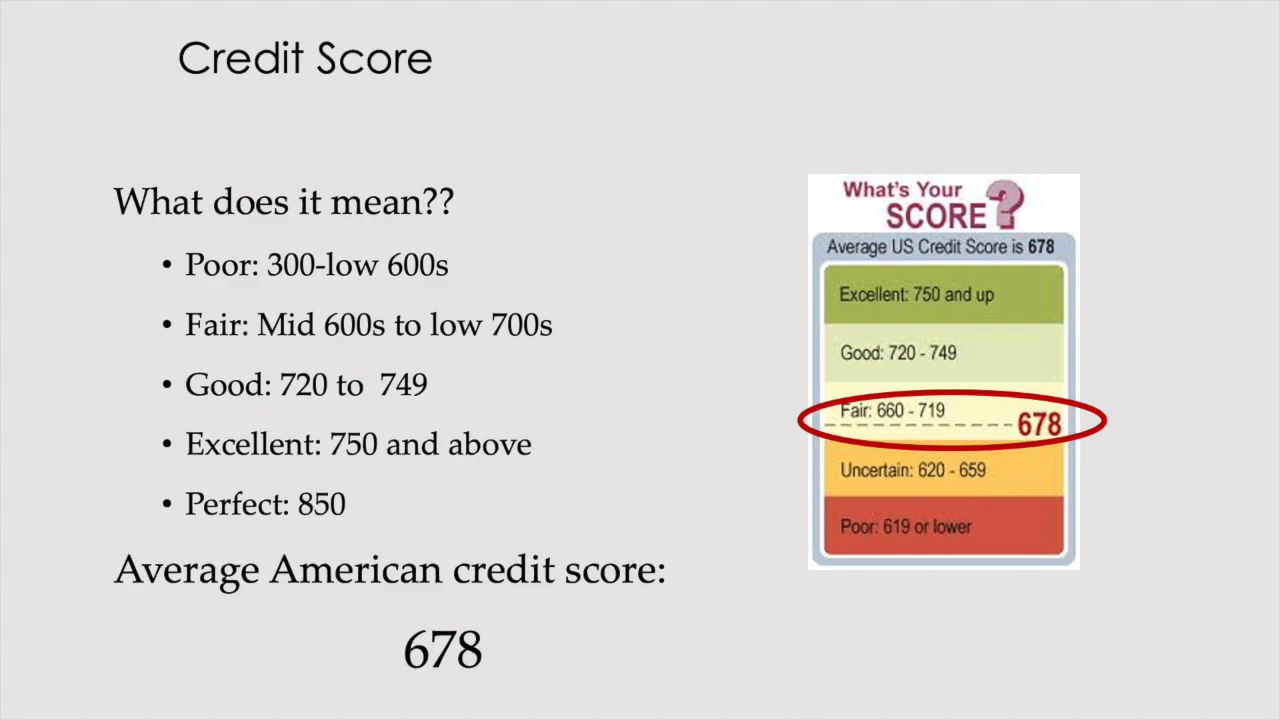 Credit Score
What does it mean??
• Poor: 300-low 600s
• Fair: Mid 600s to low 700s
• Good: 720 to  749
• Excellent: 750 and above
• Perfect: 850
Average American credit score:
678
What's Your
SCORE?
Average US Credit Score is 678
Excellent: 750 and up
Good: 720 - 749
Fair: 660 - 719
678
Uncertain: 620 - 659
Poor: 619 or lower